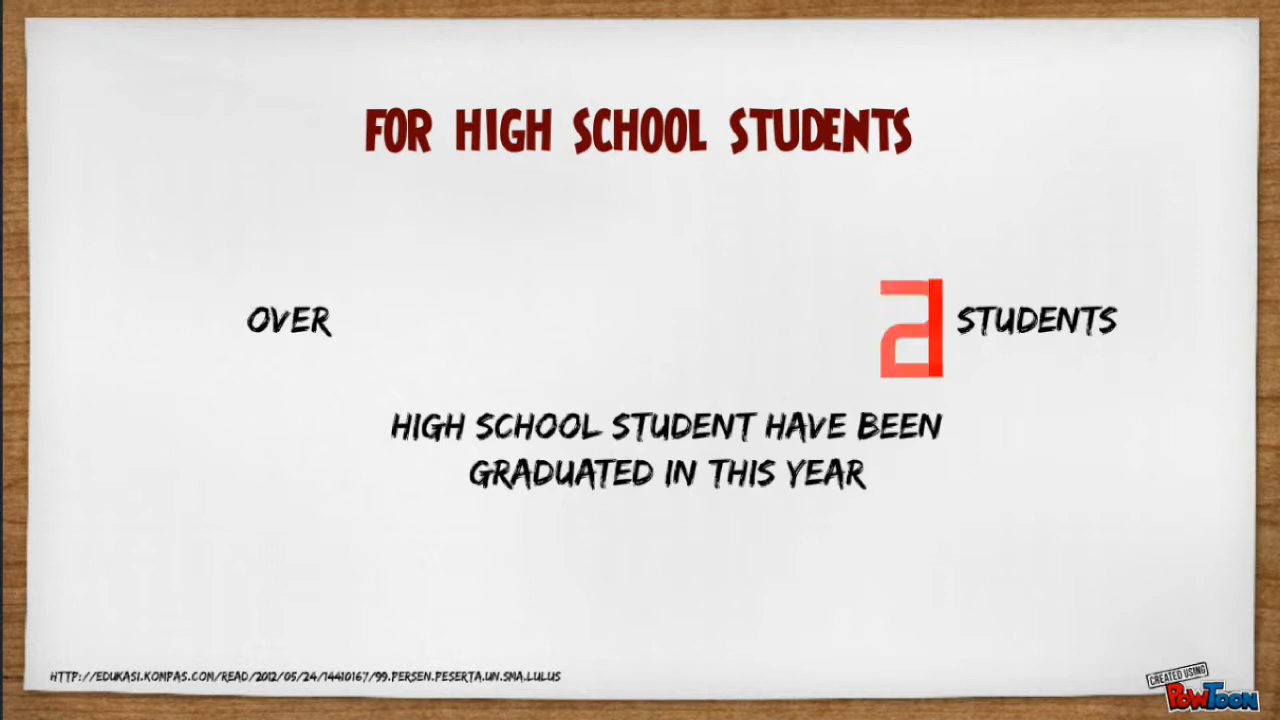 FOR HIGH SCHOOL STUDENTS
OVER STUDENTS
HIGH SCHOOL STUDENT HAVE BEEN
GRADUATED IN THIS YEAR
HTTP://EDUKASI.KOMPAS.COM/READ/2012/05/24/14410167/99.PERSEN.PESERTA.UN.SMA.LULUS
CREATED USING
POWTOON